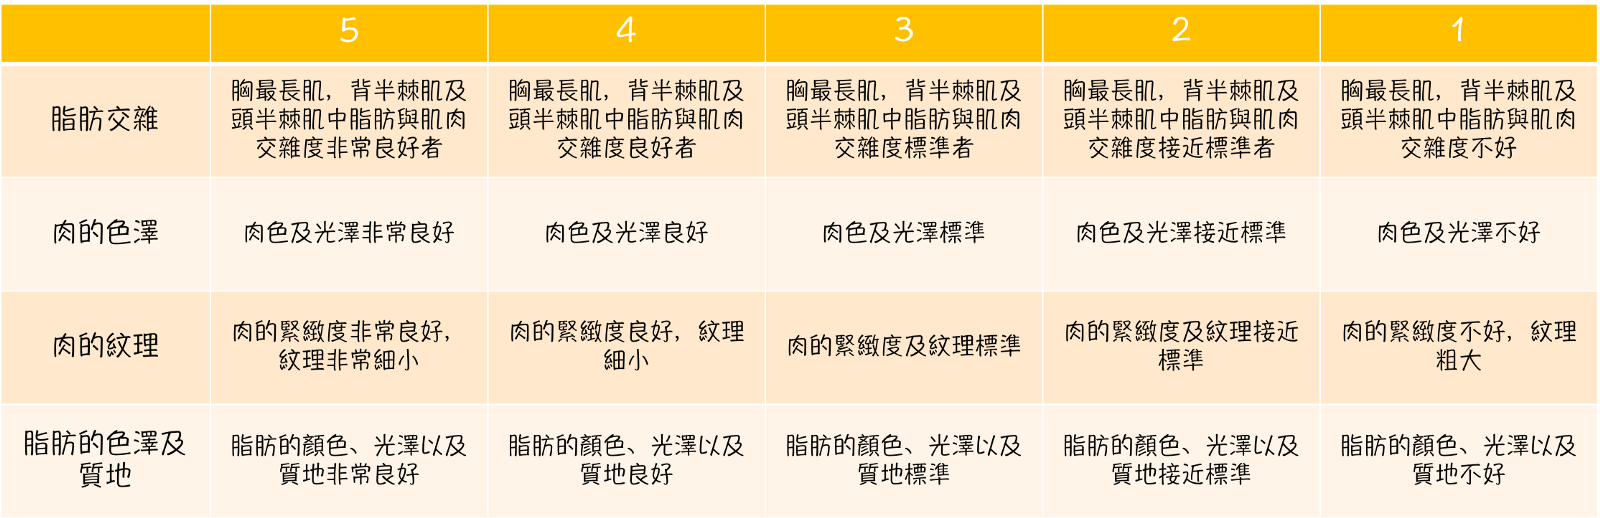 5
4
3
2
1
脂肪交雜
胸最長肌，背半棘肌及
頭半棘肌中脂肪與肌肉
交雜度非常良好者
胸最長肌，背半棘肌及
頭半棘肌中脂肪與肌肉
交雜度良好者
胸最長肌，背半棘肌及
頭半棘肌中脂肪與肌肉
交雜度標準者
胸最長肌，背半棘肌及
頭半棘肌中脂肪與肌肉
交雜度接近標準者
胸最長肌，背半棘肌及
頭半棘肌中脂肪與肌肉
交雜度不好
肉的色澤
肉色及光澤非常良好
肉色及光澤良好
肉色及光澤標準
肉色及光澤接近標準
肉色及光澤不好
肉的紋理
肉的緊緻度非常良好，
紋理非常細小
肉的緊緻度良好，紋理
細小
肉的緊緻度及紋理標準
肉的緊緻度及紋理接近
標準
肉的緊緻度不好，紋理
粗大
脂肪的色澤及
質地
脂肪的顏色、光澤以及
質地非常良好
脂肪的顏色、光澤以及
質地良好
脂肪的顏色、光澤以及
質地標準
脂肪的顏色、光澤以及
質地接近標準
脂肪的顏色、光澤以及
質地不好